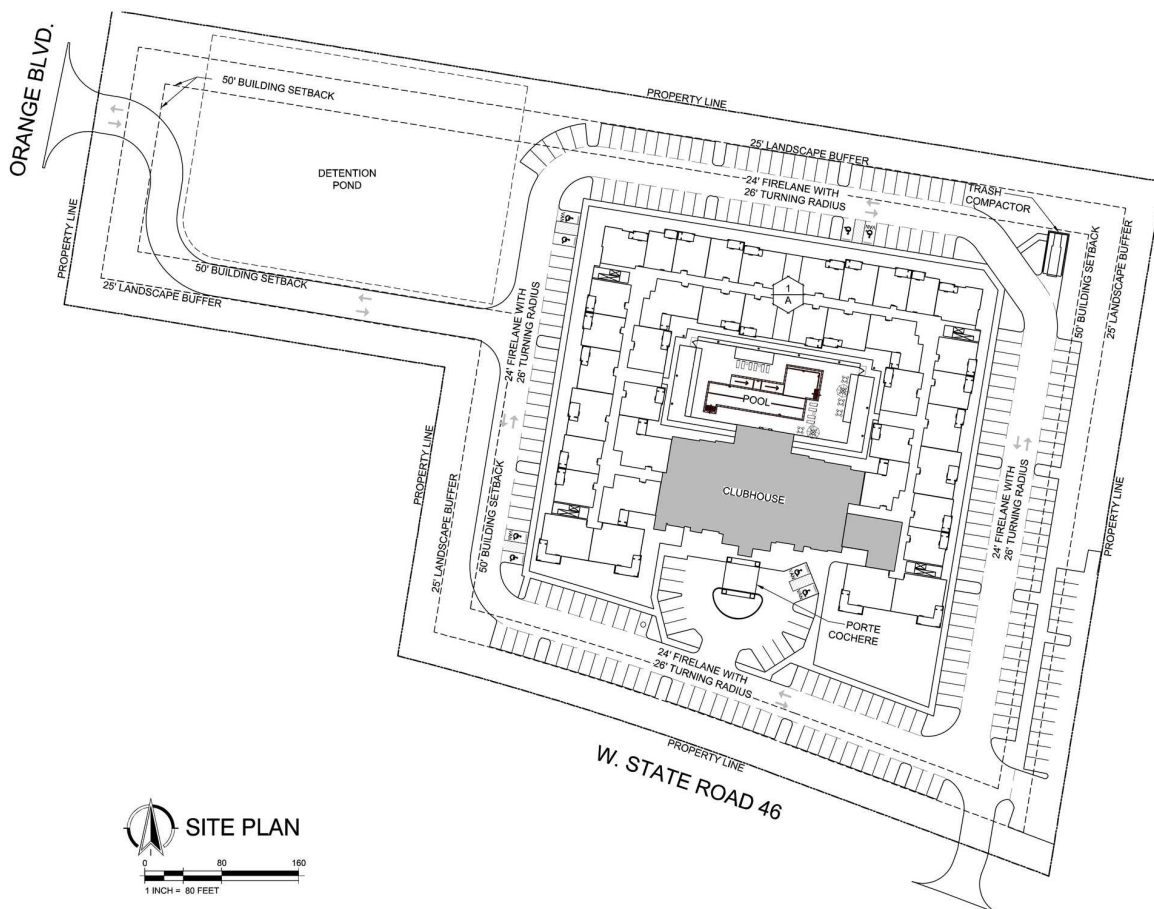 ORANGE BLVD.
50' BUILDING SETBACK
PROPERTY LINE
DETENTION
POND
25' LANDSCAPE BUFFER
24' FIRELANE WITH
26' TURNING RADIUS
TRASH
COMPACTOR
PROPERTY LINE
50' BUILDING SETBACK
25' LANDSCAPE BUFFER
50' BUILDING SETBACK
25' LANDSCAPE BUFFER
1
A
24' FIRELANE WITH
26' TURNING RADIUS
POOL
PROPERTY LINE
25' LANDSCAPE BUFFER
50' BUILDING SETBACK
CLUBHOUSE
24' FIRELANE WITH
26' TURNING RADIUS
PROPERTY LINE
PORTE
COCHERE
24' FIRELANE WITH
26' TURNING RADIUS
PROPERTY LINE
W. STATE ROAD 46
SITE PLAN
0 80 160
1 INCH = 80 FEET